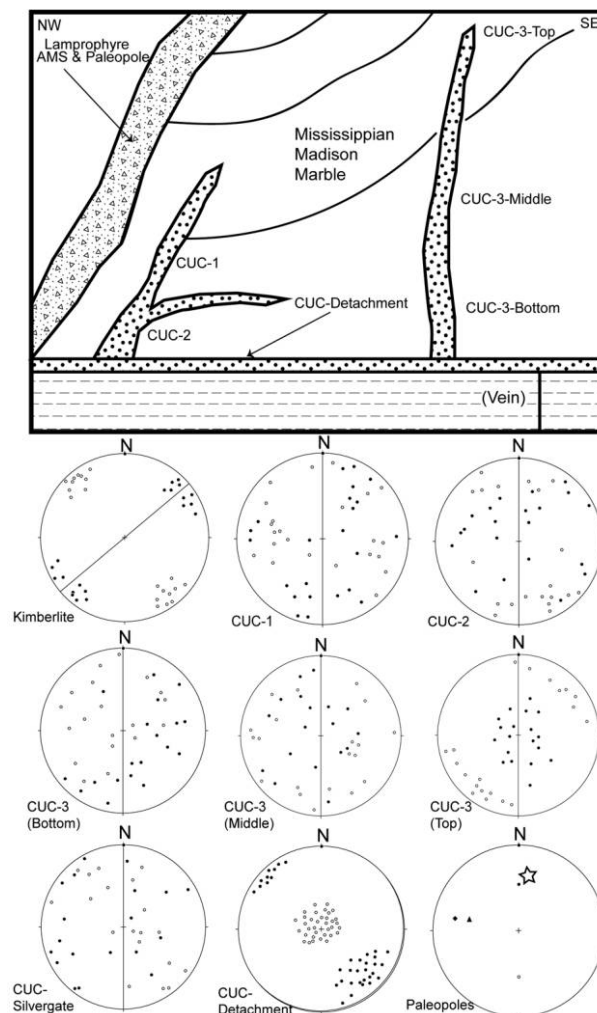 NW
SE
Lamprophyre
AMS & Paleopole
CUC-3-Top
Mississippian
Madison
Marble
CUC-3-Middle
CUC-1
CUC-Detachment
CUC-3-Bottom
CUC-2
(Vein)
N
N
N
Kimberlite
CUC-1
CUC-2
N
N
N
CUC-3
(Bottom)
CUC-3
(Middle)
CUC-3
(Top)
N
N
N
CUC-
Silvergate
CUC-
Detachment
Paleopoles